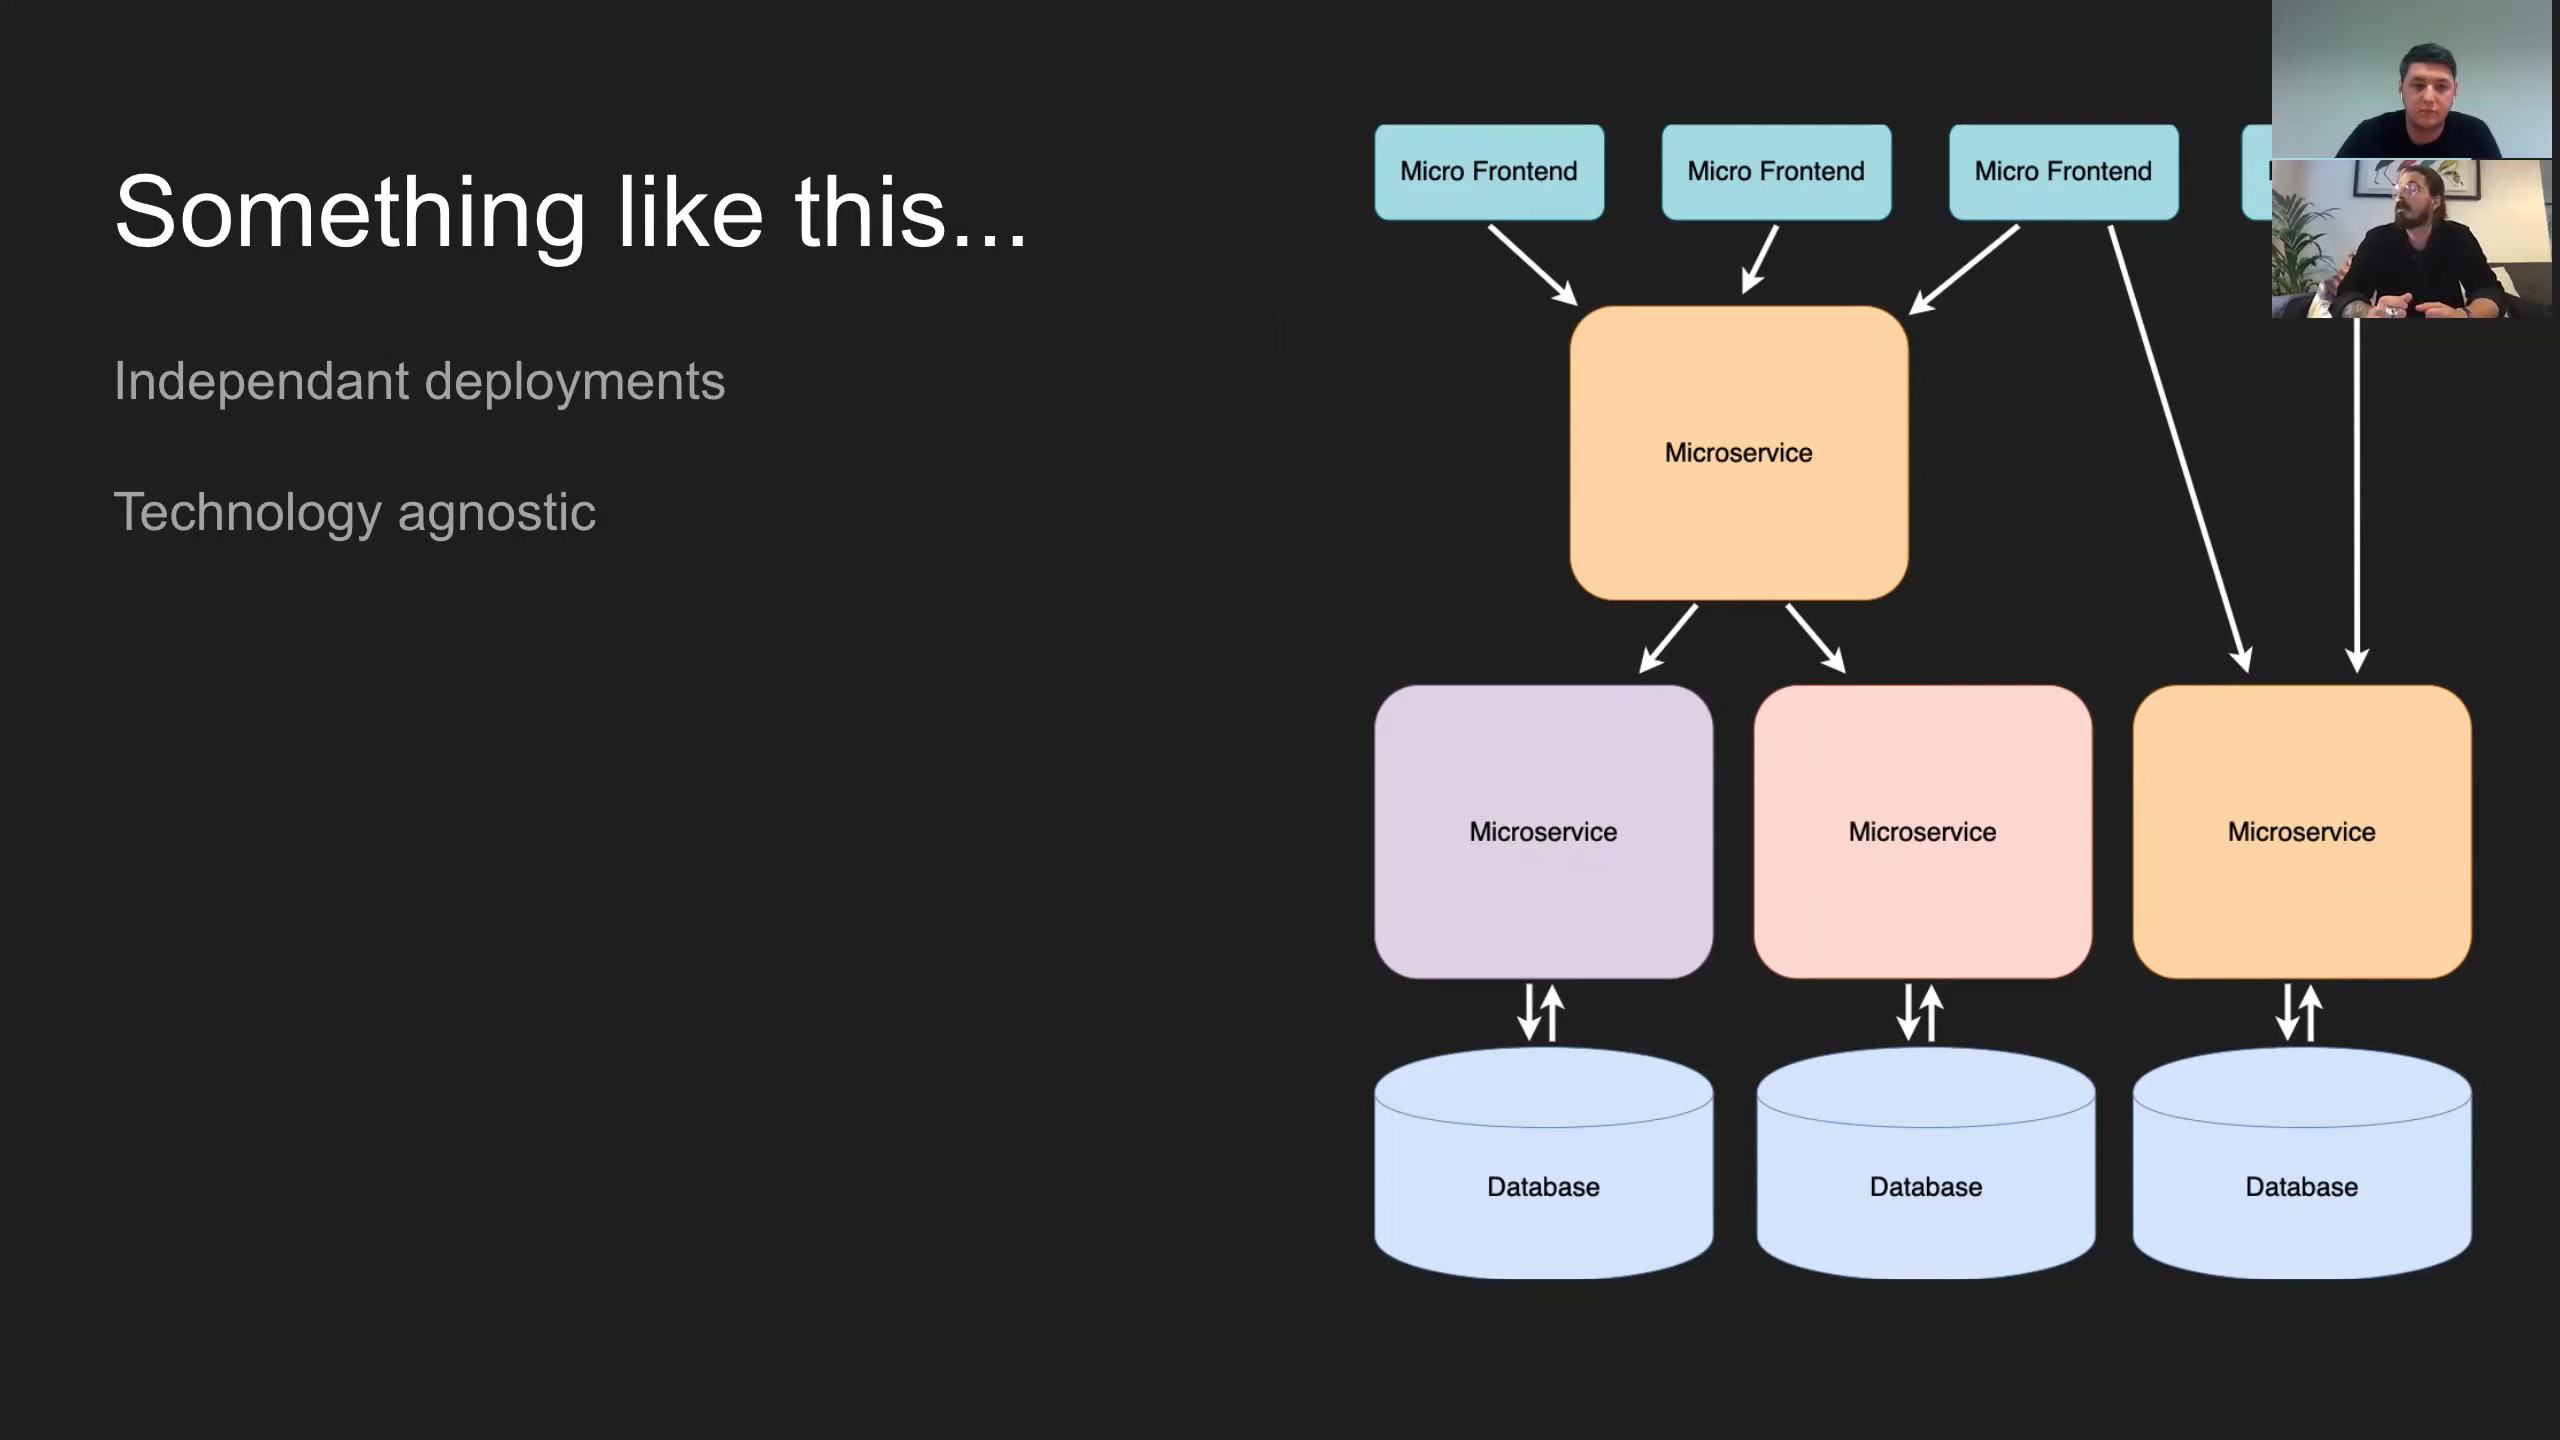 Something like this...
Independant deployments
Technology agnostic
Micro Frontend
Micro Frontend
Micro Frontend
Microservice
Microservice
Microservice
Microservice
Database
Database
Database